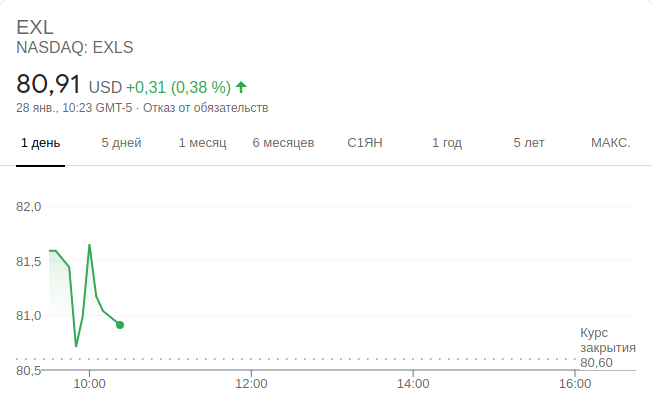 EXL
NASDAQ: EXLS
80,91 USD +0,31 (0,38 %)
28 янв., 10:23 GMT-5 · Отказ от обязательств
1 день 5 дней 1 месяц 6 месяцев С1ЯН 1 год 5 лет МАКС.
82,0
81,5
81,0
Курс
закрытия
80,60
80,5
10:00 12:00 14:00 16:00